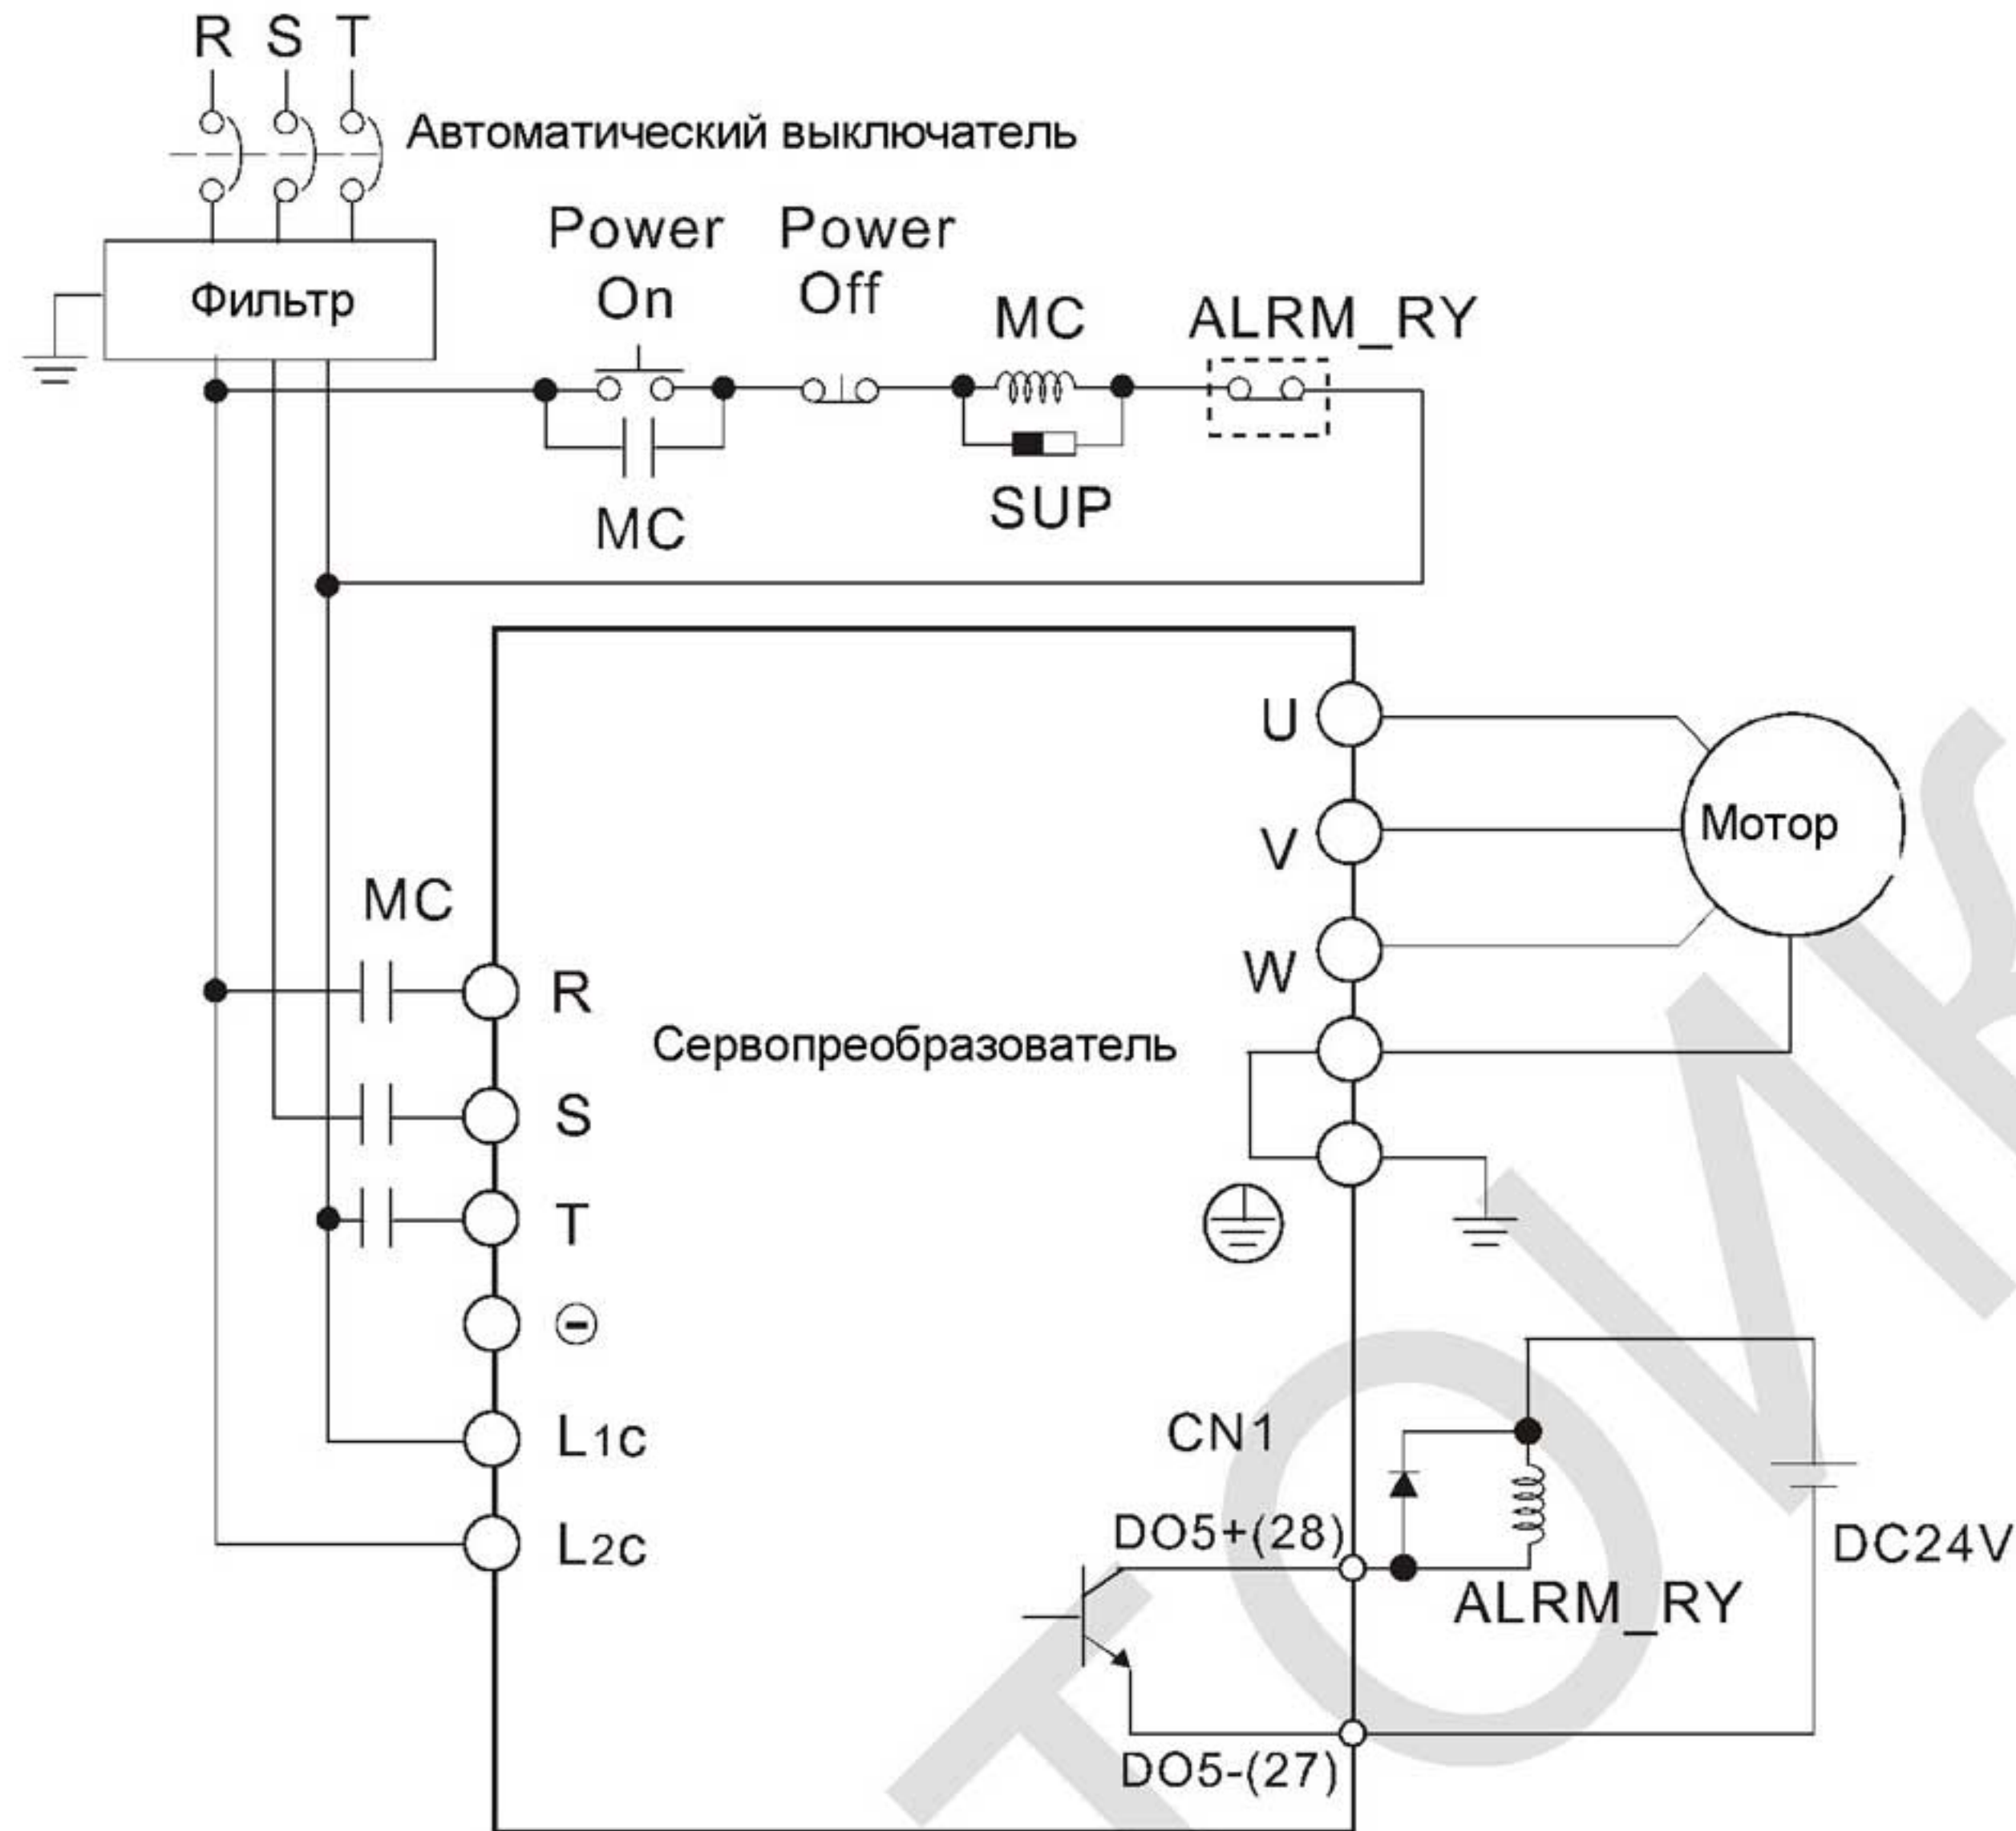 R S T
Автоматический выключатель
Фильтр
Power
On
Power
Off
MC
ALRM_RY
MC
SUP
U
V
W
Мотор
MC
R
S
T
L1c
L2c
Сервопреобразователь
CN1
DO5+(28)
DC24V
ALRM_RY
DO5-(27)